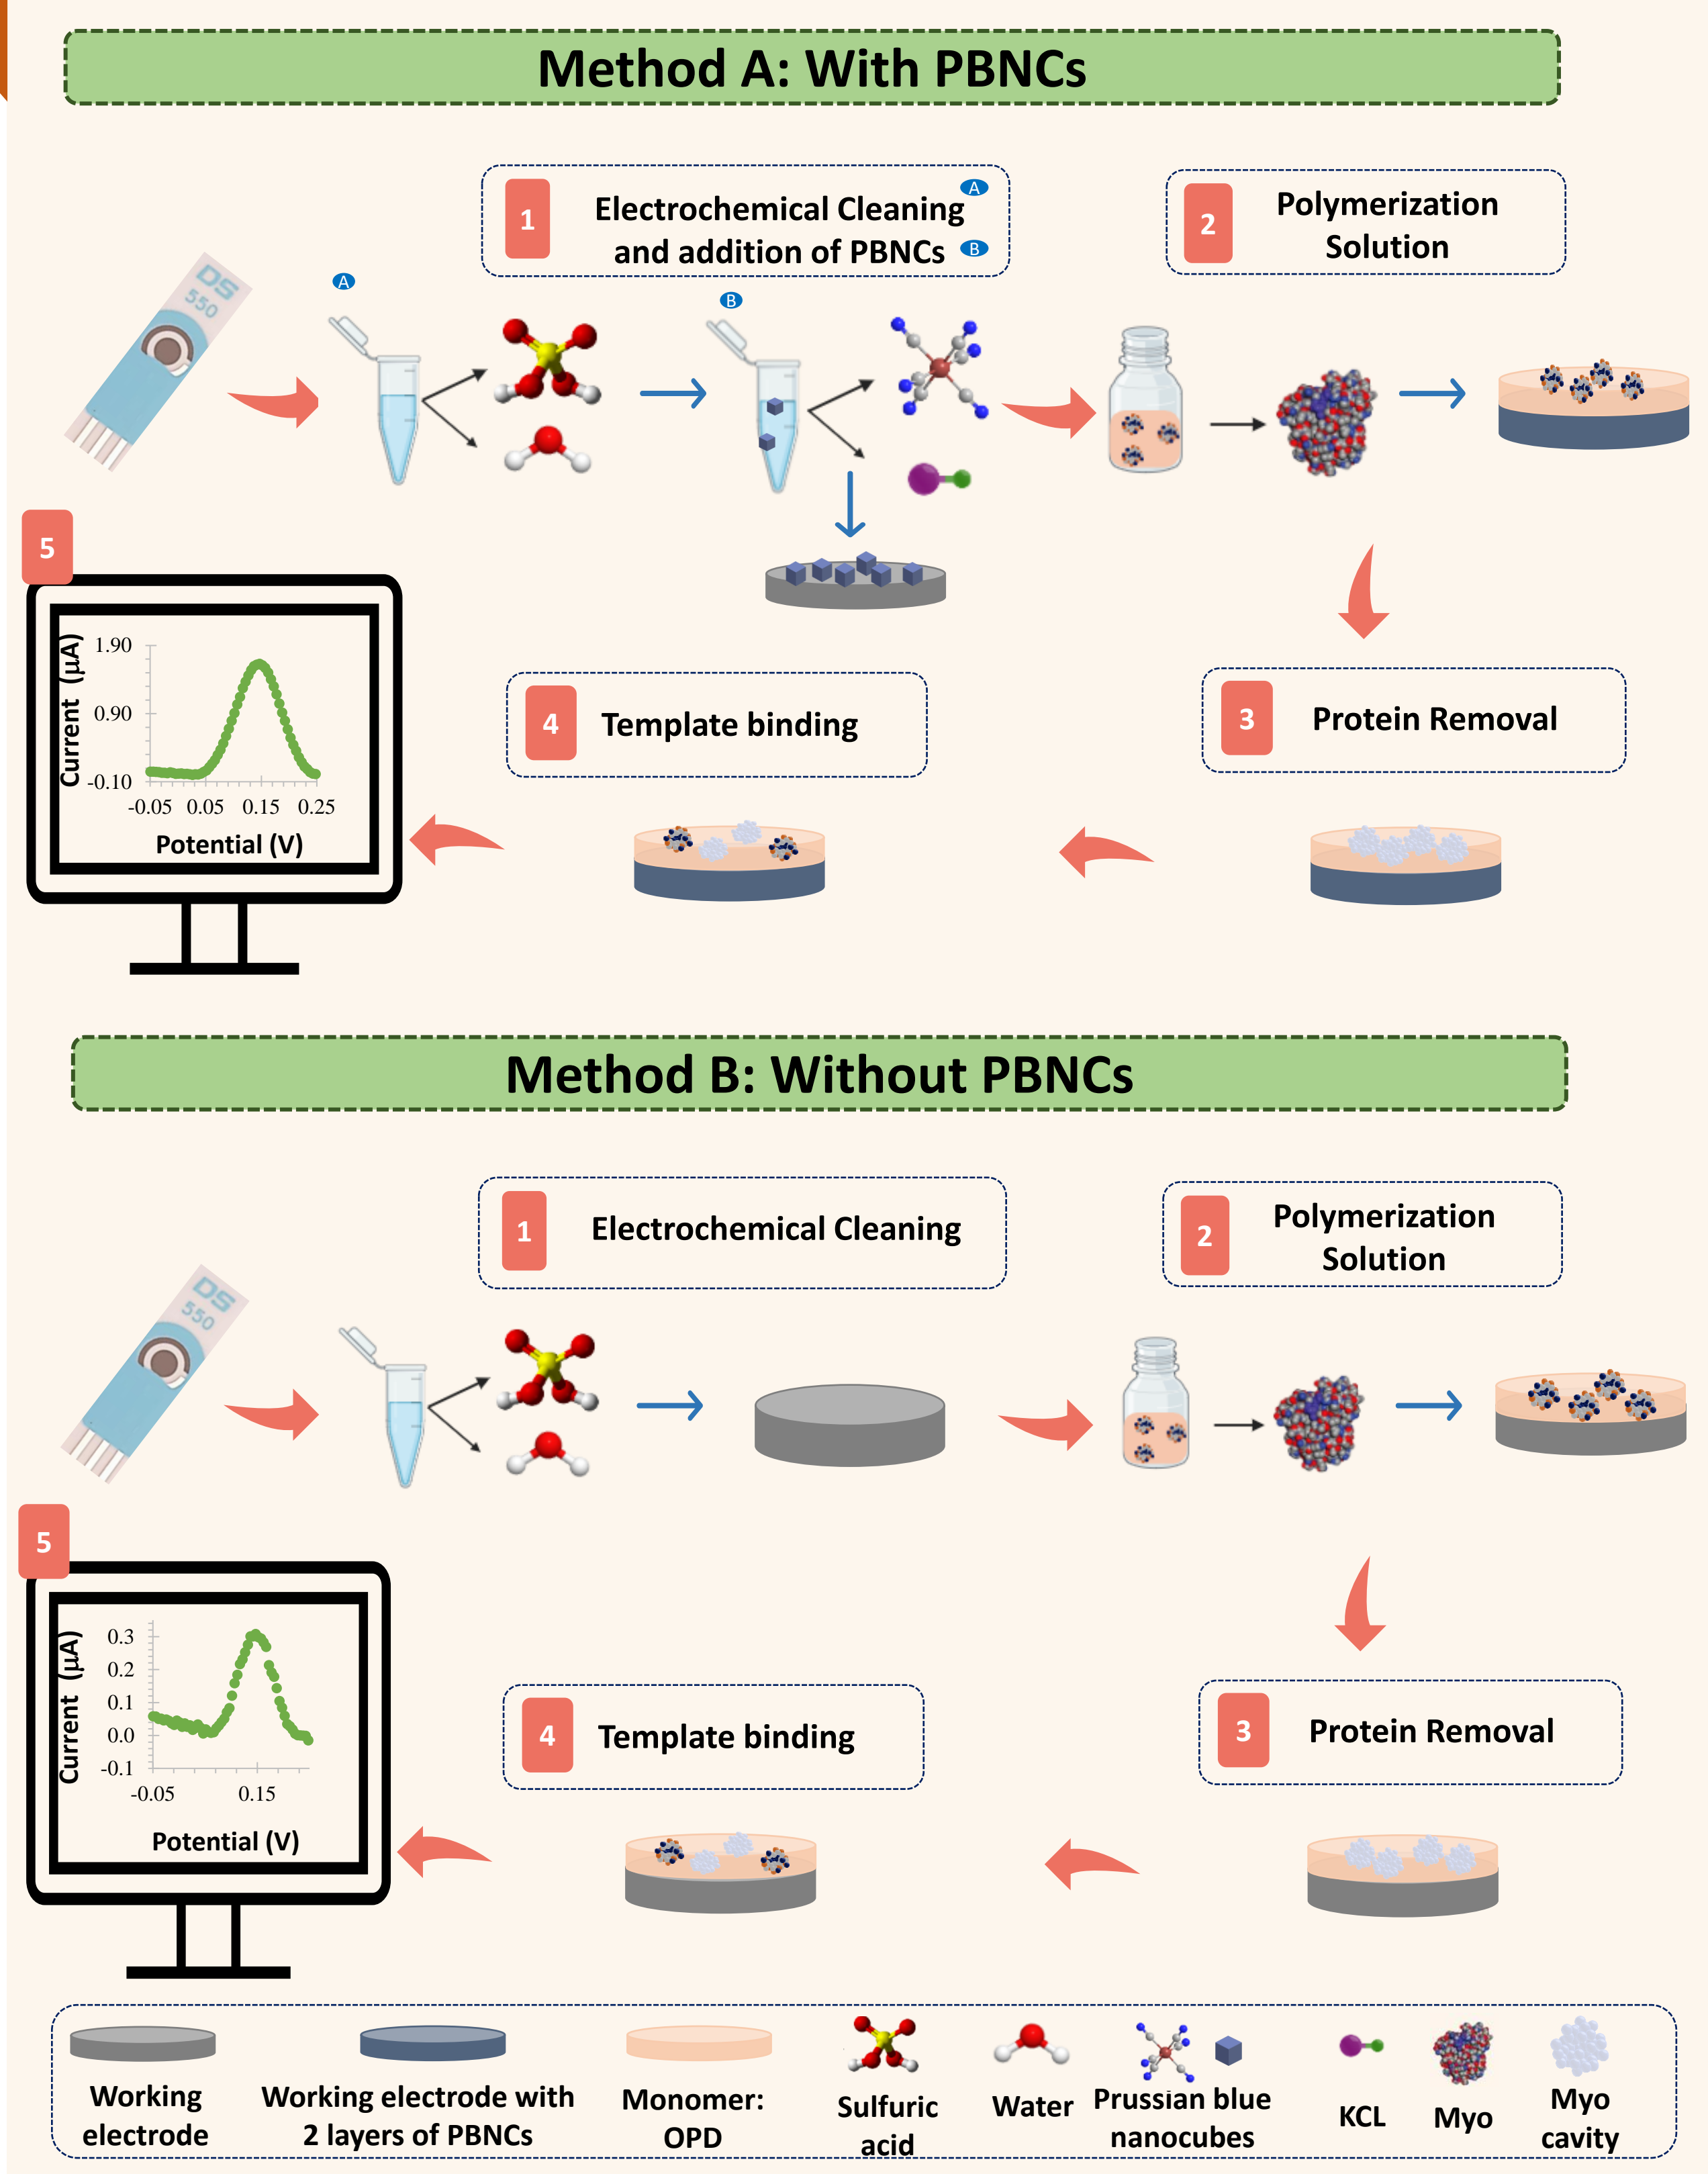 Method A: With PBNCs
1
Electrochemical Cleaning A
and addition of PBNCs B
2
Polymerization
Solution
DS
550
A
B
5
Current (µA)
1.90
0.90
-0.10
-0.05 0.05 0.15 0.25
Potential (V)
4
Template binding
3
Protein Removal
Method B: Without PBNCs
1
Electrochemical Cleaning
2
Polymerization
Solution
DS
550
5
Current (µA)
0.3
0.2
0.1
0.0
-0.1
-0.05 0.15
Potential (V)
4
Template binding
3
Protein Removal
Working
electrode
Working electrode with
2 layers of PBNCs
Monomer:
OPD
Sulfuric
acid
Water
Prussian blue
nanocubes
KCL
Myo
Myo
cavity